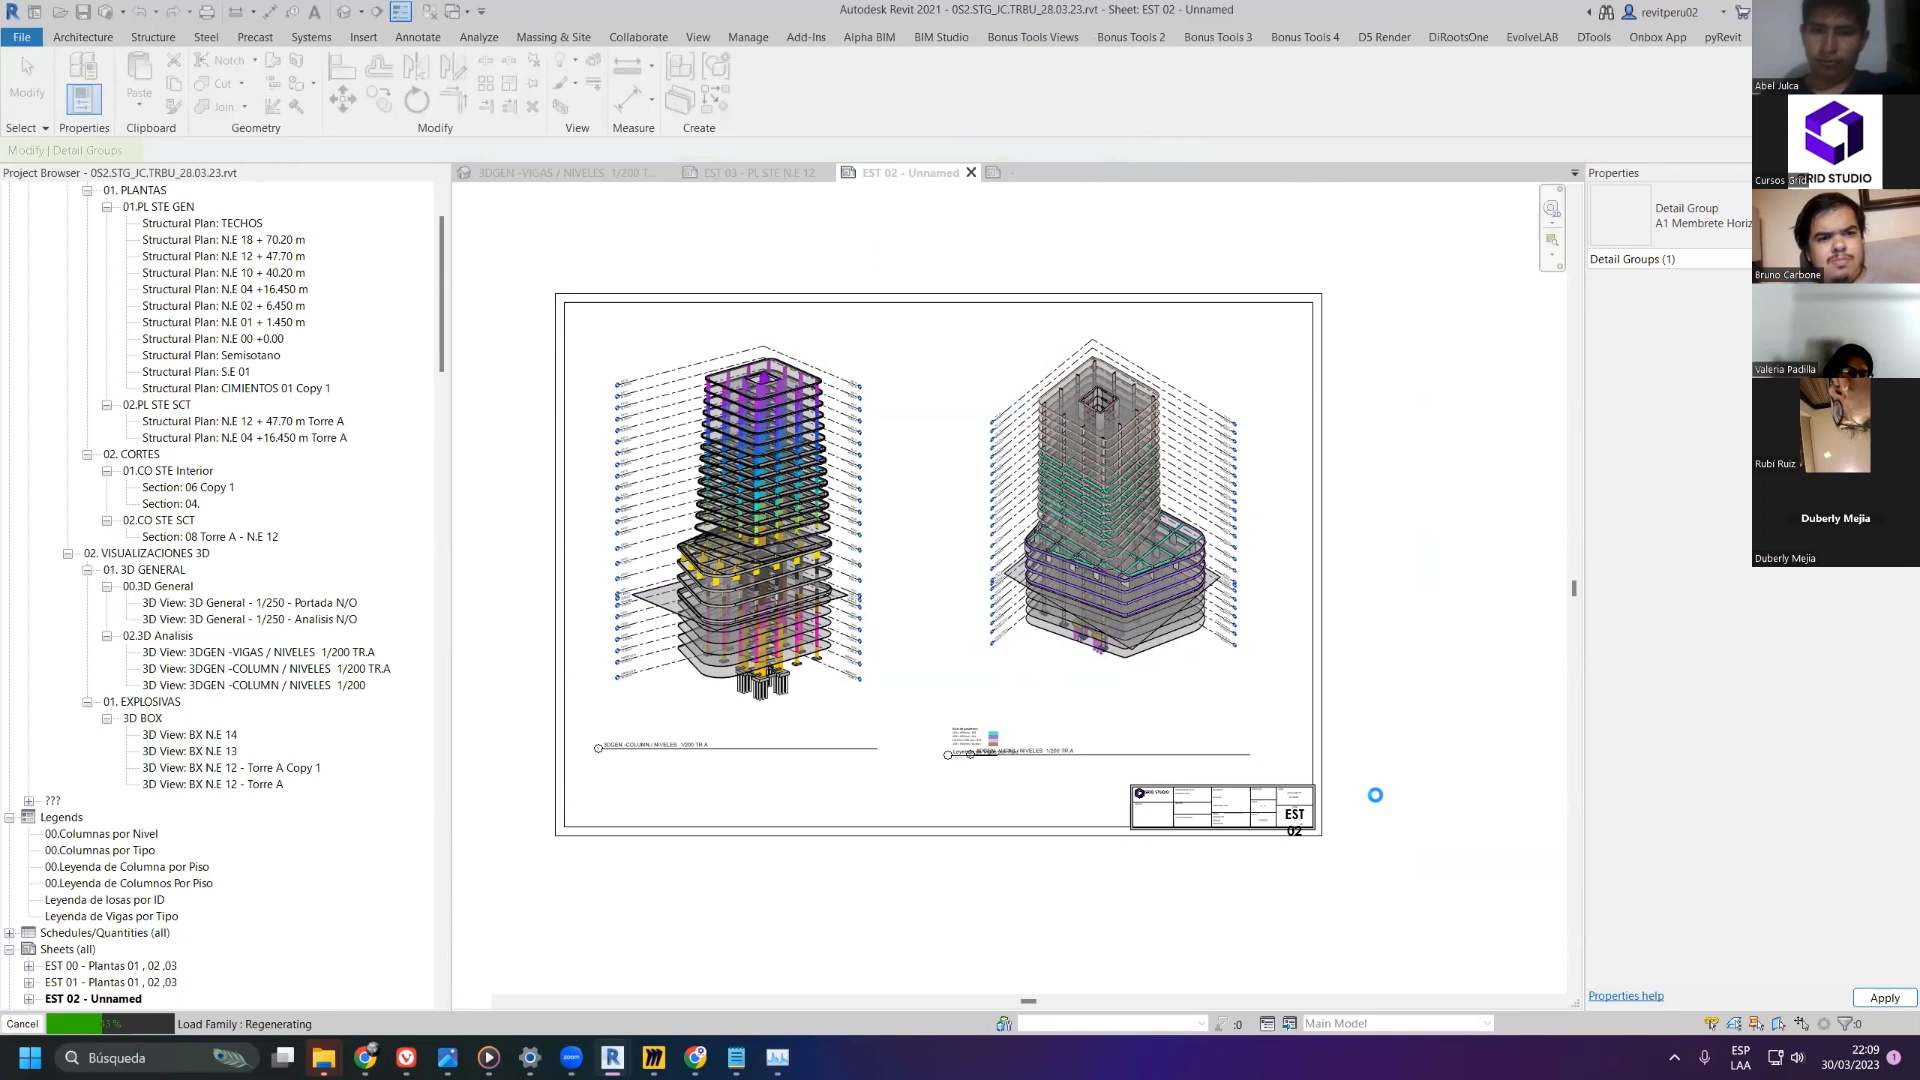 Autodesk Revit 2021 - 0S2.STG_JC.TRBU_28.03.23.rvt - Sheet: EST 02 - Unnamed
revitperu02
File Architecture Structure Steel Precast Systems Insert Annotate Analyze Massing & Site Collaborate View Manage Add-Ins Alpha BIM BIM Studio Bonus Tools Views Bonus Tools 2 Bonus Tools 3 Bonus Tools 4 D5 Render DiRootsOne EvolveLAB DTools Onbox App pyRevit
Modify
Paste
Notch
Cut
Join
Select Properties Clipboard Geometry Modify View Measure Create
Modify | Detail Groups
Project Browser - 0S2.STG_JC.TRBU_28.03.23.rvt
01. PLANTAS
01.PL STE GEN
Structural Plan: TECHOS
Structural Plan: N.E 18 + 70.20 m
Structural Plan: N.E 12 + 47.70 m
Structural Plan: N.E 10 + 40.20 m
Structural Plan: N.E 04 +16.450 m
Structural Plan: N.E 02 + 6.450 m
Structural Plan: N.E 01 + 1.450 m
Structural Plan: N.E 00 +0.00
Structural Plan: Semisotano
Structural Plan: S.E 01
Structural Plan: CIMIENTOS 01 Copy 1
02.PL STE SCT
Structural Plan: N.E 12 + 47.70 m Torre A
Structural Plan: N.E 04 +16.450 m Torre A
02. CORTES
01.CO STE Interior
Section: 06 Copy 1
Section: 04.
02.CO STE SCT
Section: 08 Torre A - N.E 12
02. VISUALIZACIONES 3D
01. 3D GENERAL
00.3D General
3D View: 3D General - 1/250 - Portada N/O
3D View: 3D General - 1/250 - Analisis N/O
02.3D Analisis
3D View: 3DGEN -VIGAS / NIVELES 1/200 TR.A
3D View: 3DGEN -COLUMN / NIVELES 1/200 TR.A
3D View: 3DGEN -COLUMN / NIVELES 1/200
01. EXPLOSIVAS
3D BOX
3D View: BX N.E 14
3D View: BX N.E 13
3D View: BX N.E 12 - Torre A Copy 1
3D View: BX N.E 12 - Torre A
???
Legends
00.Columnas por Nivel
00.Columnas por Tipo
00.Leyenda de Columna por Piso
00.Leyenda de Columnos Por Piso
Leyenda de losas por ID
Leyenda de Vigas por Tipo
Schedules/Quantities (all)
Sheets (all)
EST 00 - Plantas 01 , 02 ,03
EST 01 - Plantas 01 , 02 ,03
EST 02 - Unnamed
3DGEN -VIGAS / NIVELES 1/200 T...
EST 03 - PL STE N.E 12
EST 02 - Unnamed
-
3DGEN -COLUMN / NIVELES 1/200 TR.A
NIVELES 1/200 TR.A
GRID STUDIO
EST
02
Properties
Detail Group
A1 Membrete Horiz
Detail Groups (1)
Properties help
Apply
Abel Julca
RID STUDIO
Cursos Grid
Bruno Carbone
Valeria Padilla
Rubí Ruiz
Duberly Mejia
Duberly Mejia
Cancel
Load Family : Regenerating
:0
Main Model
:0
Búsqueda
zoom
ESP
LAA
22:09
30/03/2023
1